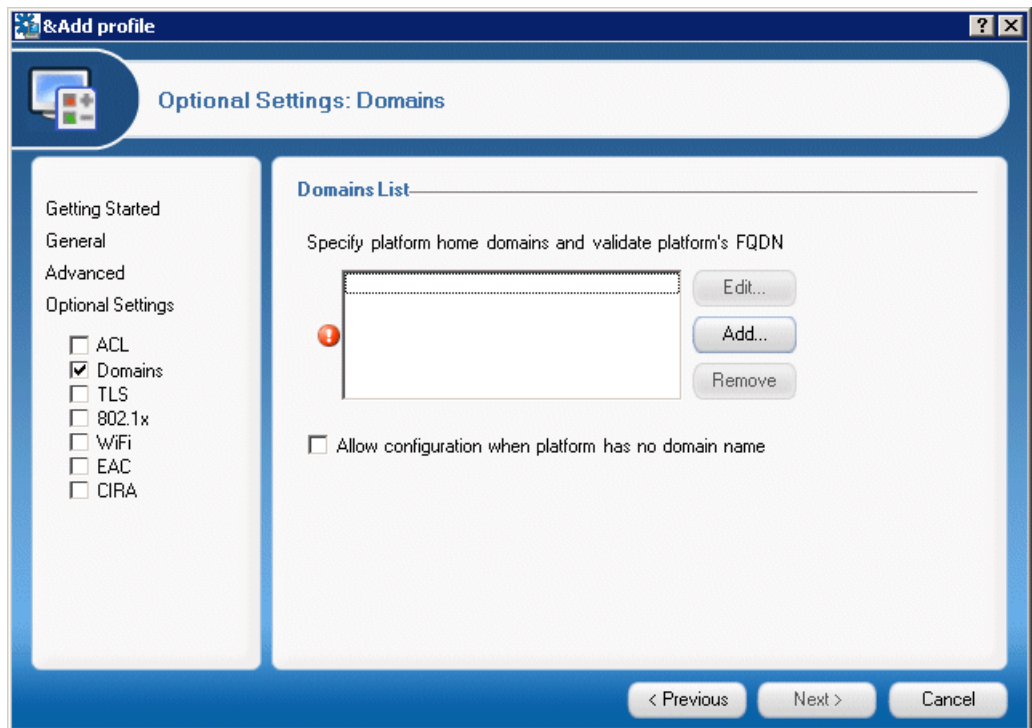 &Add profile
Optional Settings: Domains
Getting Started
General
Advanced
Optional Settings
ACL
Domains
TLS
802.1x
WiFi
EAC
CIRA
Domains List
Specify platform home domains and validate platform's FQDN
Edit...
Add...
Remove
Allow configuration when platform has no domain name
< Previous
Next >
Cancel